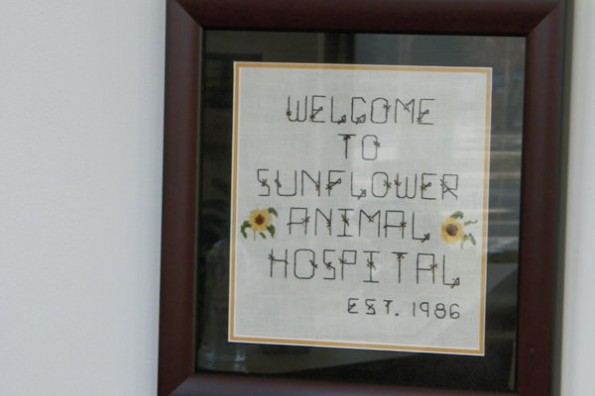 WELCOME
TO
SUNFLOWER
ANIMAL
HOSPITAL
EST. 1986